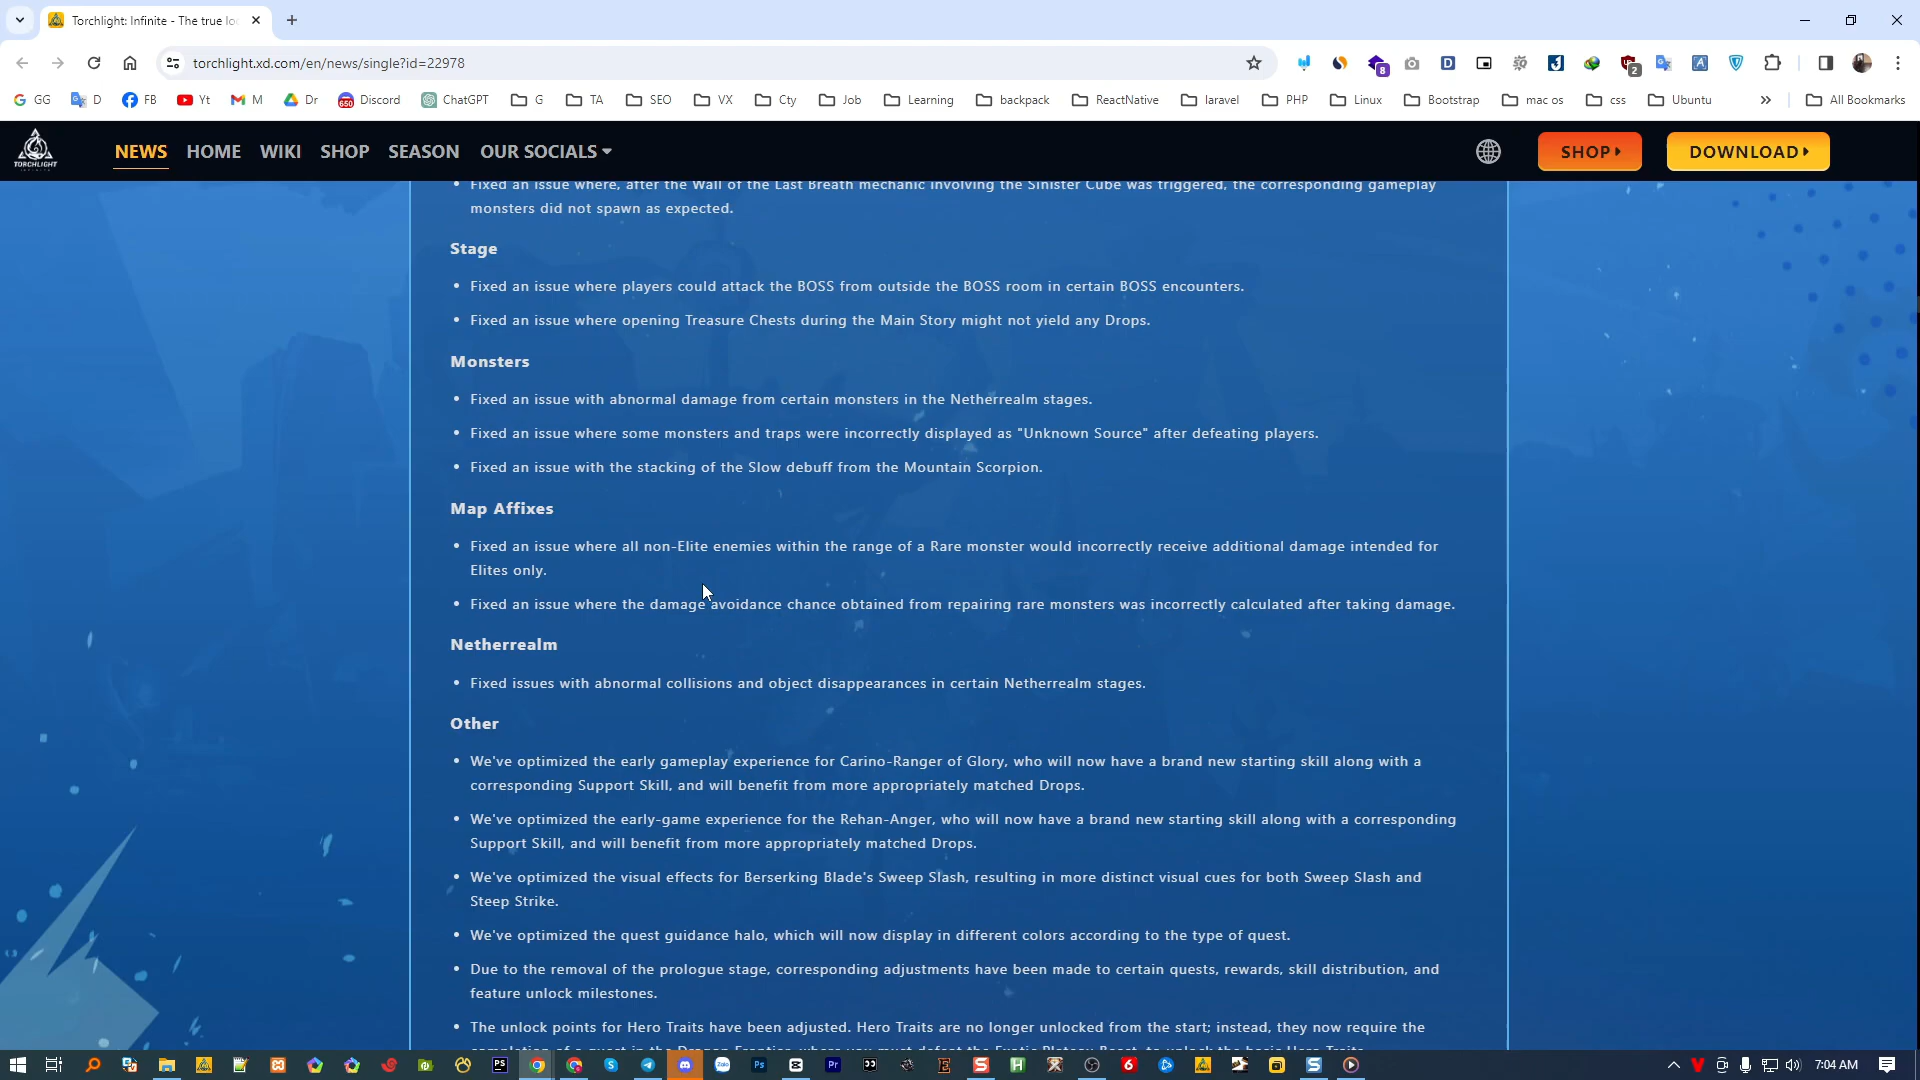 Torchlight: Infinite - The true lo
torchlight.xd.com/en/news/single?id=22978
8
2
GG
D
FB
Yt
M
Dr
Discord
ChatGPT
G
TA
SEO
VX
Cty
Job
Learning
backpack
ReactNative
laravel
PHP
Linux
Bootstrap
mac os
css
Ubuntu
All Bookmarks
TORCHLIGHT
NEWS
HOME
WIKI
SHOP
SEASON
OUR SOCIALS
SHOP
DOWNLOAD
• Fixed an issue where, after the Wall of the Last Breath mechanic involving the Sinister Cube was triggered, the corresponding gameplay
monsters did not spawn as expected.
Stage
• Fixed an issue where players could attack the BOSS from outside the BOSS room in certain BOSS encounters.
• Fixed an issue where opening Treasure Chests during the Main Story might not yield any Drops.
Monsters
• Fixed an issue with abnormal damage from certain monsters in the Netherrealm stages.
• Fixed an issue where some monsters and traps were incorrectly displayed as "Unknown Source" after defeating players.
• Fixed an issue with the stacking of the Slow debuff from the Mountain Scorpion.
Map Affixes
• Fixed an issue where all non-Elite enemies within the range of a Rare monster would incorrectly receive additional damage intended for
Elites only.
• Fixed an issue where the damage avoidance chance obtained from repairing rare monsters was incorrectly calculated after taking damage.
Netherrealm
• Fixed issues with abnormal collisions and object disappearances in certain Netherrealm stages.
Other
• We've optimized the early gameplay experience for Carino-Ranger of Glory, who will now have a brand new starting skill along with a
corresponding Support Skill, and will benefit from more appropriately matched Drops.
• We've optimized the early-game experience for the Rehan-Anger, who will now have a brand new starting skill along with a corresponding
Support Skill, and will benefit from more appropriately matched Drops.
• We've optimized the visual effects for Berserking Blade's Sweep Slash, resulting in more distinct visual cues for both Sweep Slash and
Steep Strike.
• We've optimized the quest guidance halo, which will now display in different colors according to the type of quest.
• Due to the removal of the prologue stage, corresponding adjustments have been made to certain quests, rewards, skill distribution, and
feature unlock milestones.
• The unlock points for Hero Traits have been adjusted. Hero Traits are no longer unlocked from the start; instead, they now require the
7:04 AM